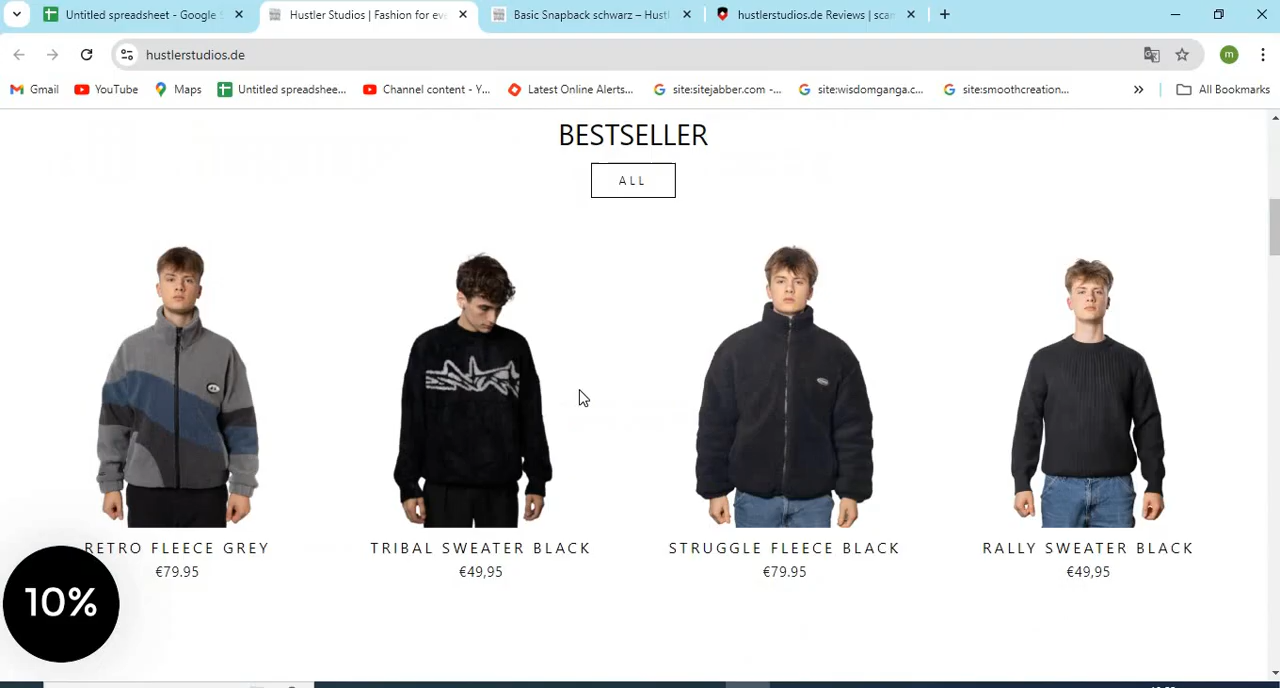 Untitled spreadsheet - Google S
Hustler Studios | Fashion for eve
Basic Snapback schwarz – Hustl
hustlerstudios.de Reviews | scan
hustlerstudios.de
m
Gmail
YouTube
Maps
Untitled spreadshee...
Channel content - Y...
Latest Online Alerts...
site:sitejabber.com -...
site:wisdomganga.c...
site:smoothcreation...
All Bookmarks
BESTSELLER
ALL
RETRO FLEECE GREY
€79.95
TRIBAL SWEATER BLACK
€49,95
STRUGGLE FLEECE BLACK
€79.95
RALLY SWEATER BLACK
€49,95
10%